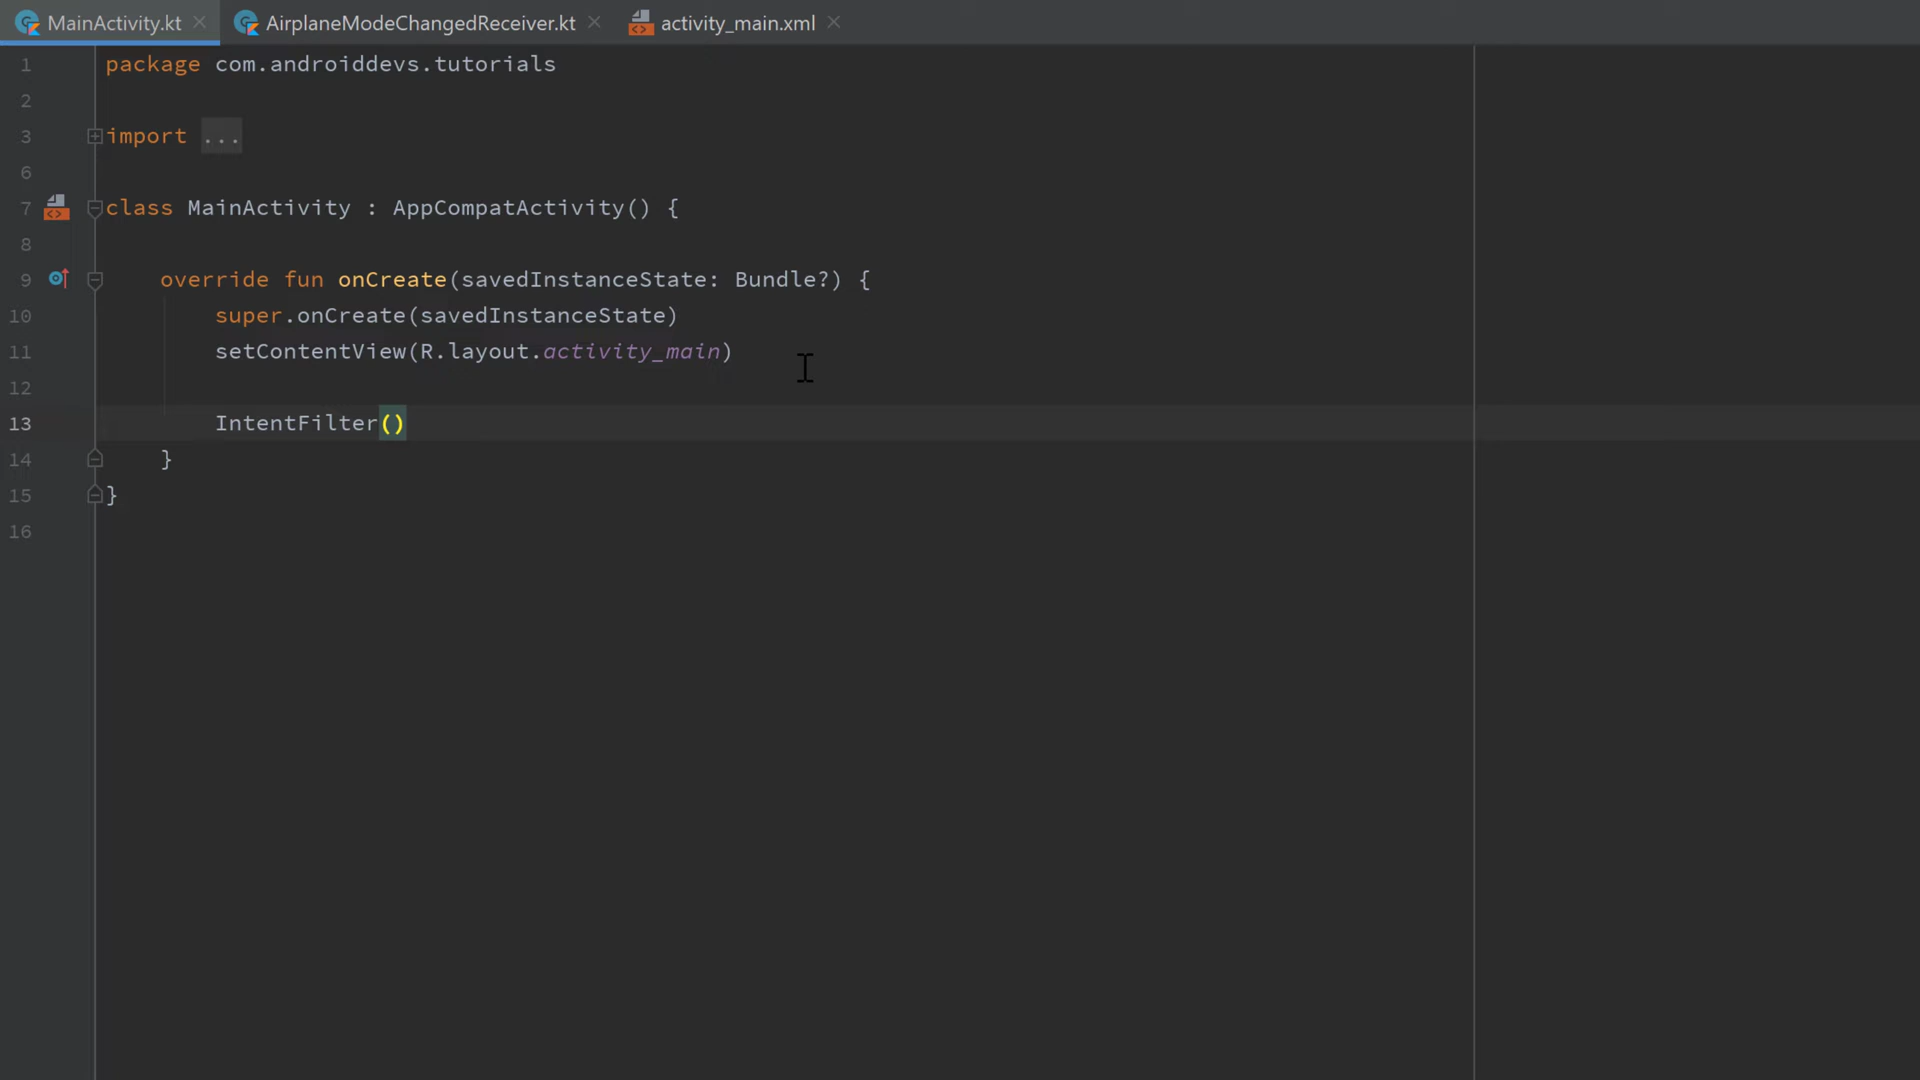 MainActivity.kt AirplaneModeChangedReceiver.kt activity_main.xml
1 package com.androiddevs.tutorials
2
3 import ...
6
7 class MainActivity : AppCompatActivity() {
8
9 override fun onCreate(savedInstanceState: Bundle?) {
10 super.onCreate(savedInstanceState)
11 setContentView(R.layout.activity_main)
12
13 IntentFilter()
14 }
15 }
16